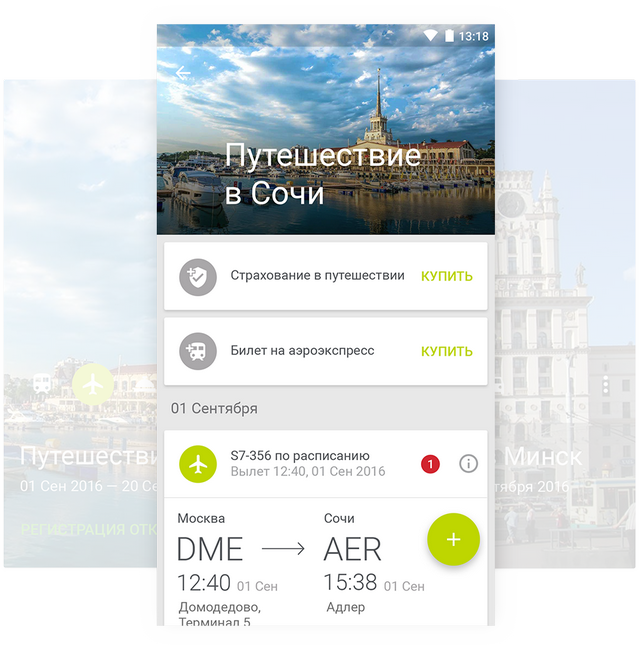 13:18
Путешествие
в Сочи
Страхование в путешествии КУПИТЬ
Билет на аэроэкспресс КУПИТЬ
01 Сентября
S7-356 по расписанию
Вылет 12:40, 01 Сен 2016
1
Москва Сочи
DME AER
12:40 01 Сен 15:38 01 Сен
Домодедово, Адлер
Терминал 5
Путешестви
01 Сен 2016 — 20 Се
РЕГИСТРАЦИЯ ОТК
Минск
тября 2016